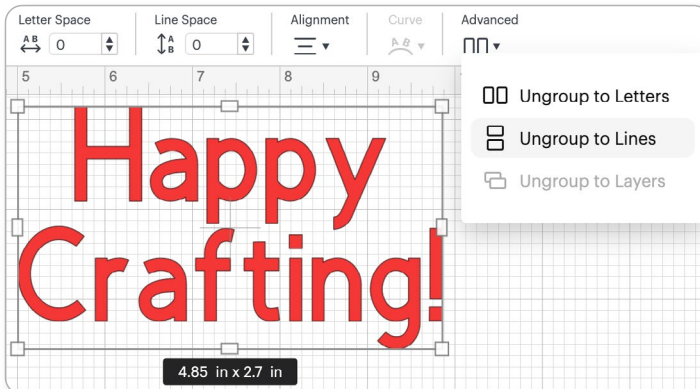 Letter Space Line Space Alignment Curve Advanced
A B 0 A B 0 A B
5 6 7 8 9
Ungroup to Letters
Ungroup to Lines
Ungroup to Layers
Happy
Crafting!
4.85 in x 2.7 in